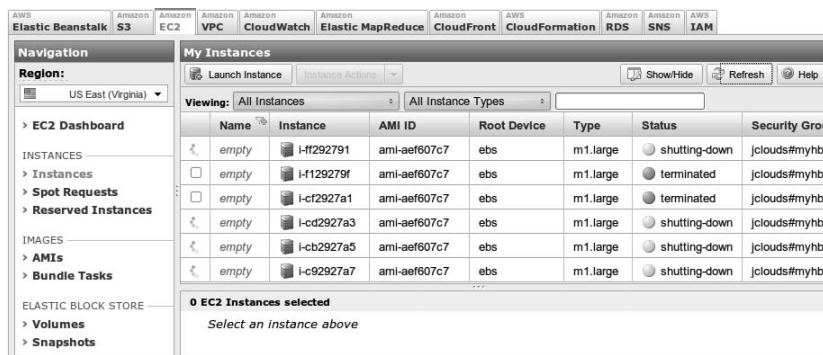 AWS Elastic Beanstalk
Amazon S3
Amazon EC2
Amazon VPC
Amazon CloudWatch
Amazon Elastic MapReduce
Amazon CloudFront
AWS CloudFormation
Amazon RDS
Amazon SNS
AWS IAM
Navigation
Region:
US East (Virginia)
> EC2 Dashboard
INSTANCES
> Instances
> Spot Requests
> Reserved Instances
IMAGES
> AMIs
> Bundle Tasks
ELASTIC BLOCK STORE
> Volumes
> Snapshots
My Instances
Launch Instance Instance Actions Show/Hide Refresh Help
Viewing: All Instances All Instance Types
Name Instance AMI ID Root Device Type Status Security Grou
empty i-ff292791 ami-aef607c7 ebs m1.large shutting-down jclouds#myhb
empty i-f129279f ami-aef607c7 ebs m1.large terminated jclouds#myhb
empty i-cf2927a1 ami-aef607c7 ebs m1.large terminated jclouds#myhb
empty i-cd2927a3 ami-aef607c7 ebs m1.large shutting-down jclouds#myhb
empty i-cb2927a5 ami-aef607c7 ebs m1.large shutting-down jclouds#myhb
empty i-c92927a7 ami-aef607c7 ebs m1.large shutting-down jclouds#myhb
0 EC2 Instances selected
Select an instance above